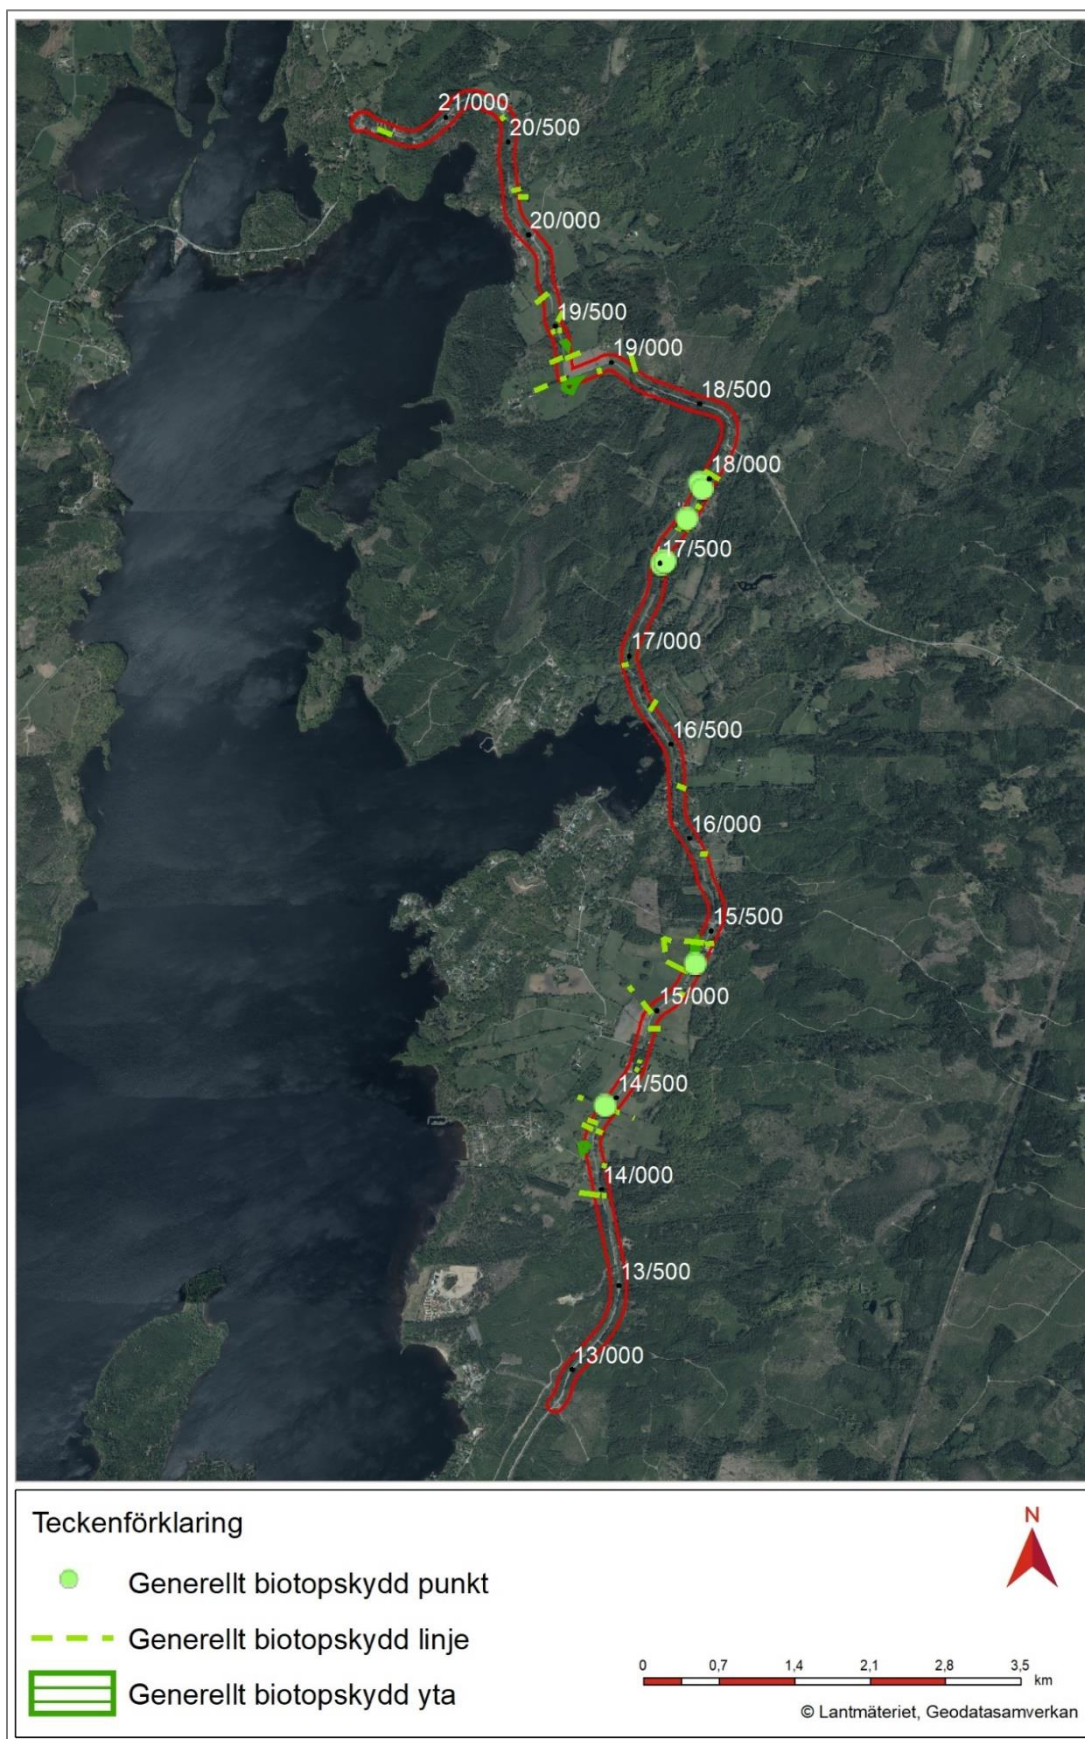 21/000
20/500
20/000
19/500
19/000
18/500
18/000
17/500
17/000
16/500
16/000
15/500
15/000
14/500
14/000
13/500
13/000
Teckenförklaring
N
Generellt biotopskydd punkt
Generellt biotopskydd linje
Generellt biotopskydd yta
0 0,7 1,4 2,1 2,8 3,5
km
© Lantmäteriet, Geodatasamverkan